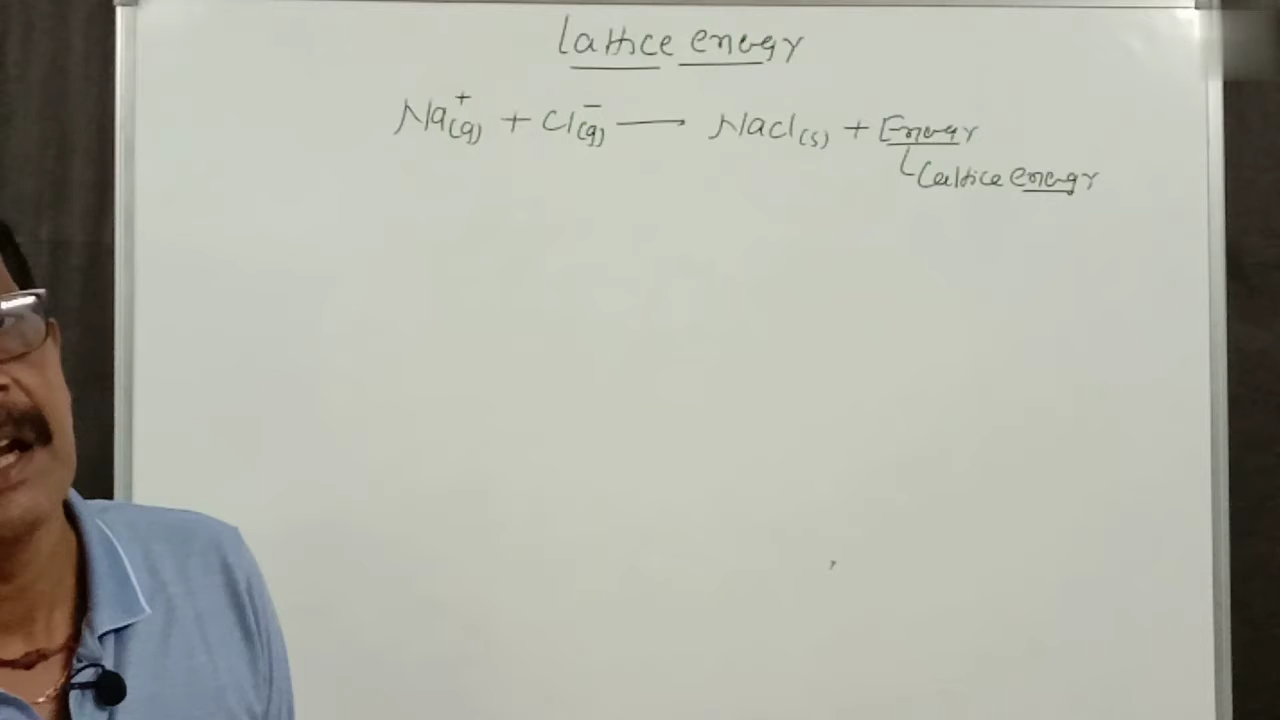 Lattice energy
Na⁺(g) + Cl⁻(g) — NaCl(s) + Energy
Lattice energy